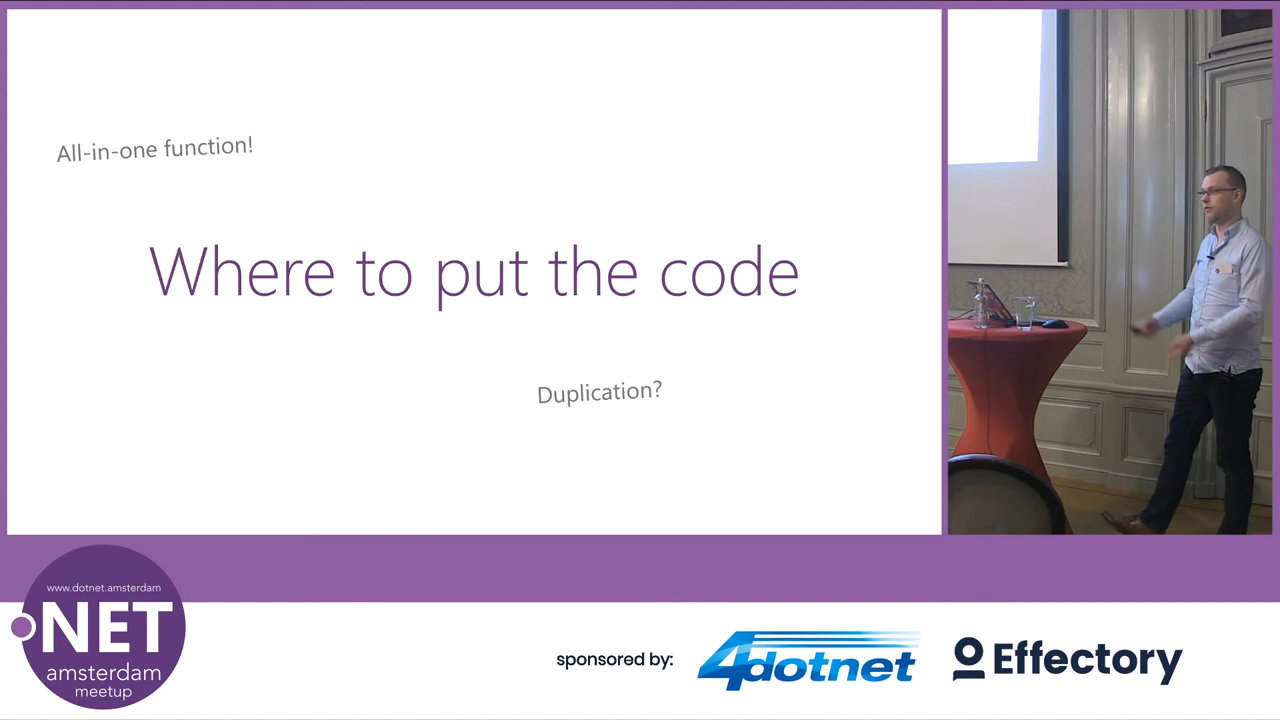 All-in-one function!
Where to put the code
Duplication?
www.dotnet.amsterdam
.NET
amsterdam
meetup
sponsored by:
4dotnet
Effectory